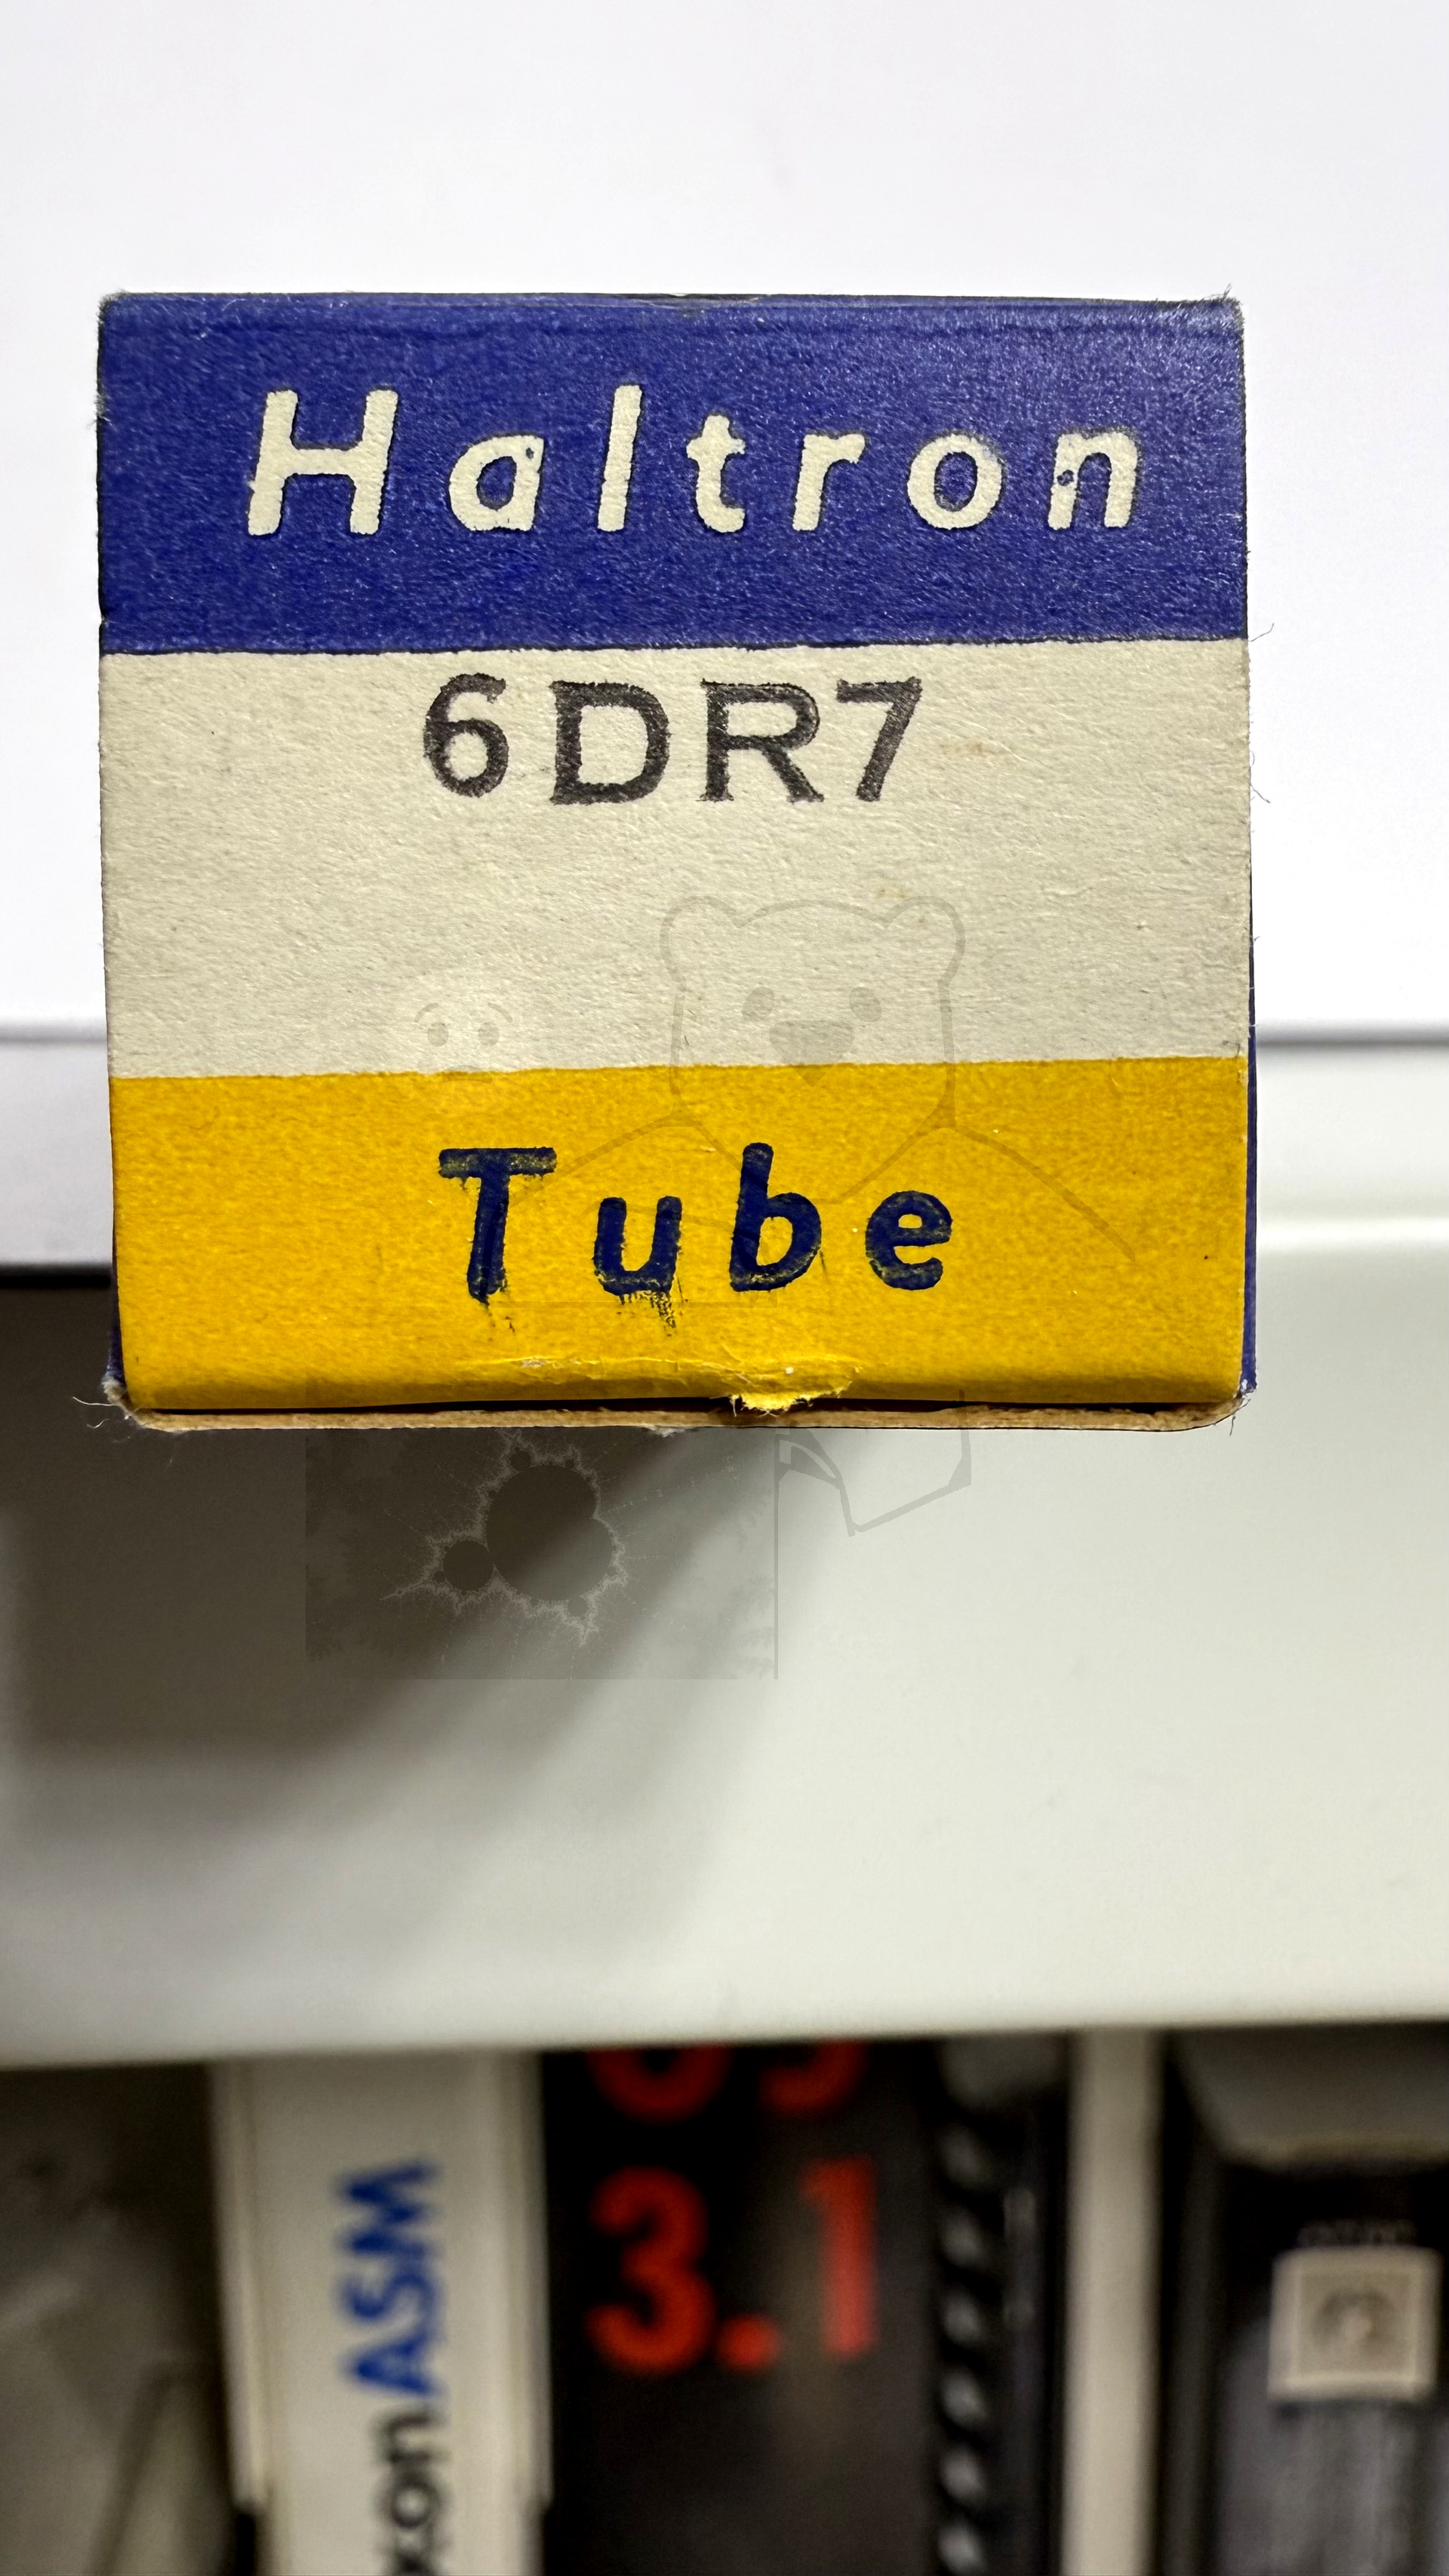 Haltron
6DR7
Tube
3.1
ASM